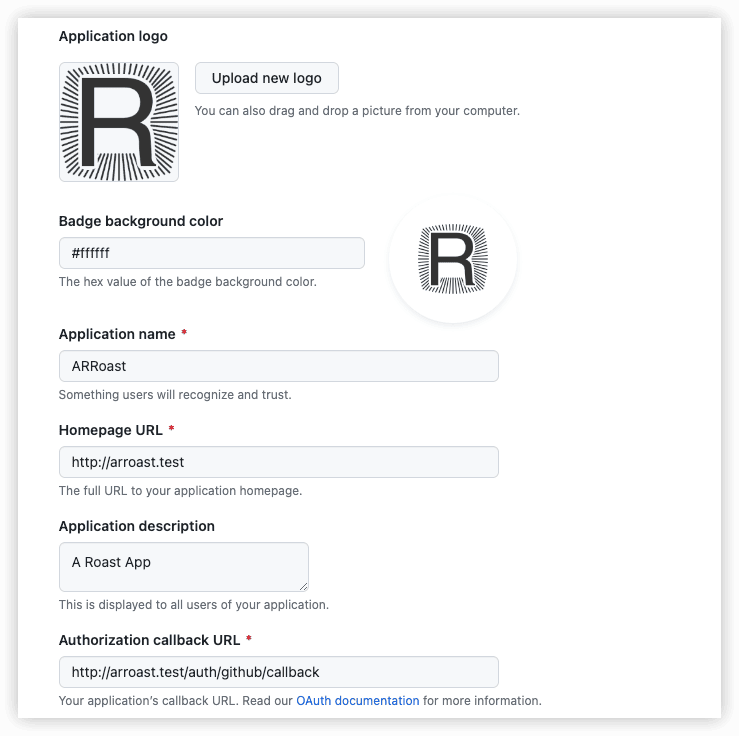 Application logo
R
Upload new logo
You can also drag and drop a picture from your computer.
Badge background color
#ffffff
The hex value of the badge background color.
R
Application name *
ARRoast
Something users will recognize and trust.
Homepage URL *
http://arroast.test
The full URL to your application homepage.
Application description
A Roast App
This is displayed to all users of your application.
Authorization callback URL *
http://arroast.test/auth/github/callback
Your application’s callback URL. Read our OAuth documentation for more information.